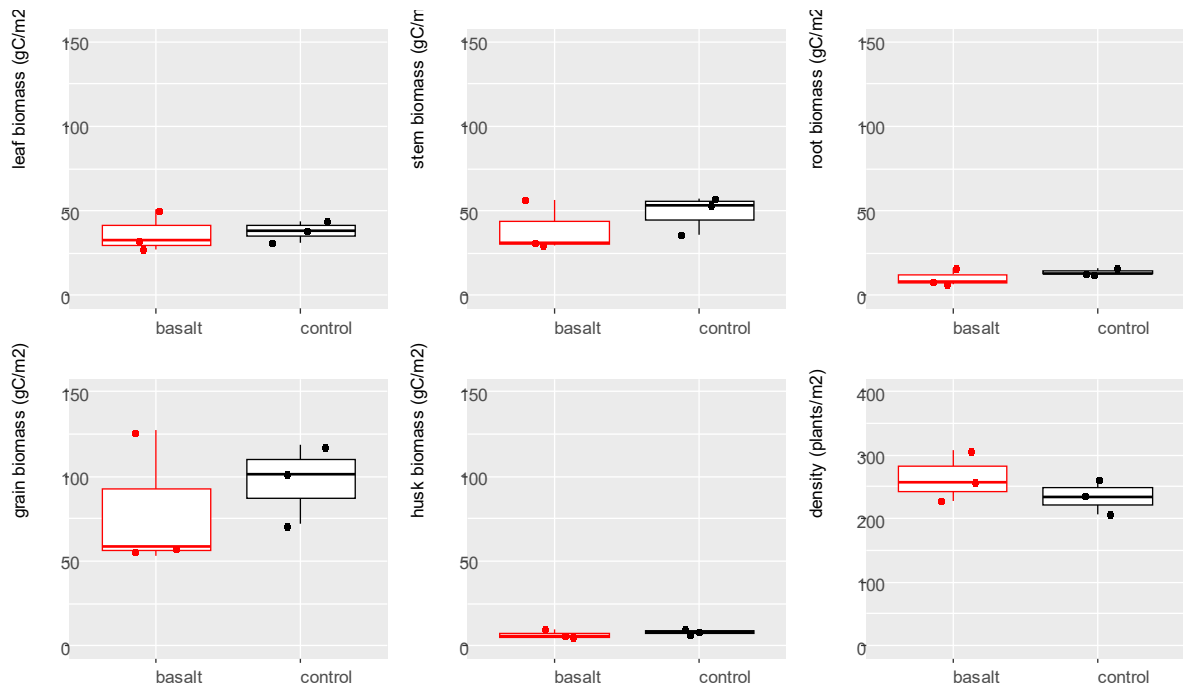 leaf biomass (gC/m2
150
100
50
0
basalt control
stem biomass (gC/m
150
100
50
0
basalt control
root biomass (gC/m2
150
100
50
0
basalt control
grain biomass (gC/m2)
150
100
50
0
basalt control
husk biomass (gC/m2)
150
100
50
0
basalt control
density (plants/m2)
400
300
200
100
0
basalt control